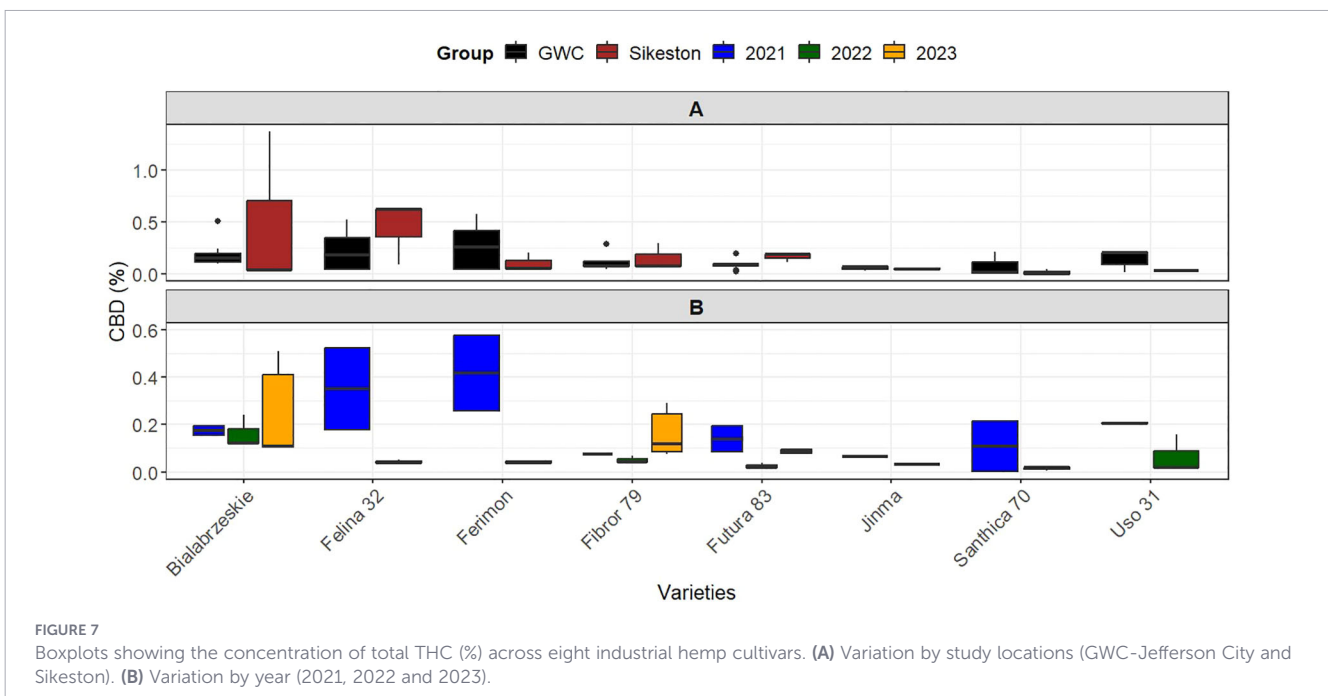 Group GWC Sikeston 2021 2022 2023
A
1.0
0.5
0.0
B
0.6
0.4
0.2
0.0
CBD (%)
Bialabrzeskie
Felina 32
Ferimon
Fibror 79
Futura 83
Jinma
Santhica 70
Uso 31
Varieties
FIGURE 7
Boxplots showing the concentration of total THC (%) across eight industrial hemp cultivars. (A) Variation by study locations (GWC-Jefferson City and
Sikeston). (B) Variation by year (2021, 2022 and 2023).